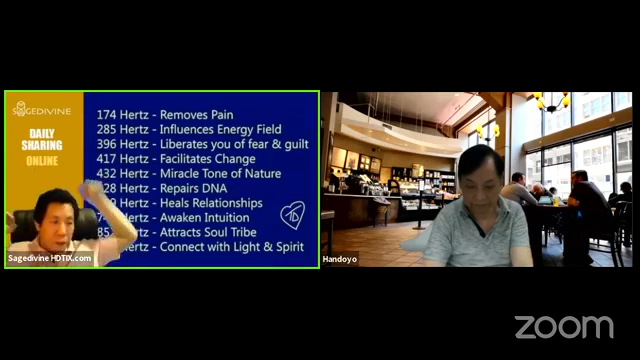 SAGEDIVINE
DAILY
SHARING
ONLINE
174 Hertz - Removes Pain
285 Hertz - Influences Energy Field
396 Hertz - Liberates you of fear & guilt
417 Hertz - Facilitates Change
432 Hertz - Miracle Tone of Nature
28 Hertz - Repairs DNA
Hertz - Heals Relationships
Hertz - Awaken Intuition
Hertz - Attracts Soul Tribe
Hertz - Connect with Light & Spirit
Sagedivine HDTIX.com
Handoyo
zoom